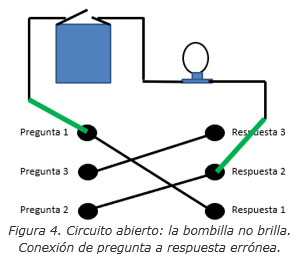 Pregunta 1
Respuesta 3
Pregunta 3
Respuesta 2
Pregunta 2
Respuesta 1
Figura 4. Circuito abierto: la bombilla no brilla.
Conexión de pregunta a respuesta errónea.